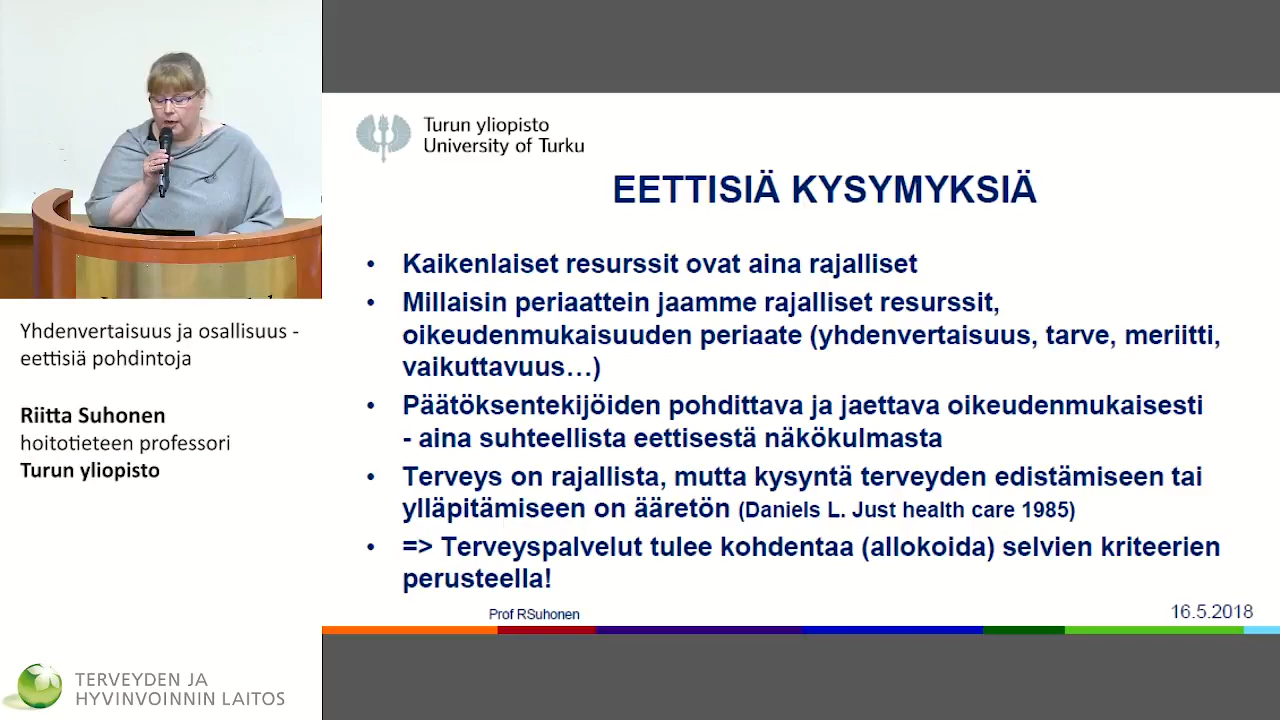 Yhdenvertaisuus ja osallisuus -
eettisiä pohdintoja
Riitta Suhonen
hoitotieteen professori
Turun yliopisto
TERVEYDEN JA
HYVINVOINNIN LAITOS
Turun yliopisto
University of Turku
EETTISIÄ KYSYMYKSIÄ
• Kaikenlaiset resurssit ovat aina rajalliset
• Millaisin periaattein jaamme rajalliset resurssit,
oikeudenmukaisuuden periaate (yhdenvertaisuus, tarve, meriitti,
vaikuttavuus…)
• Päätöksentekijöiden pohdittava ja jaettava oikeudenmukaisesti
- aina suhteellista eettisestä näkökulmasta
• Terveys on rajallista, mutta kysyntä terveyden edistämiseen tai
ylläpitämiseen on ääretön (Daniels L. Just health care 1985)
• => Terveyspalvelut tulee kohdentaa (allokoida) selvien kriteerien
perusteella!
Prof RSuhonen
16.5.2018